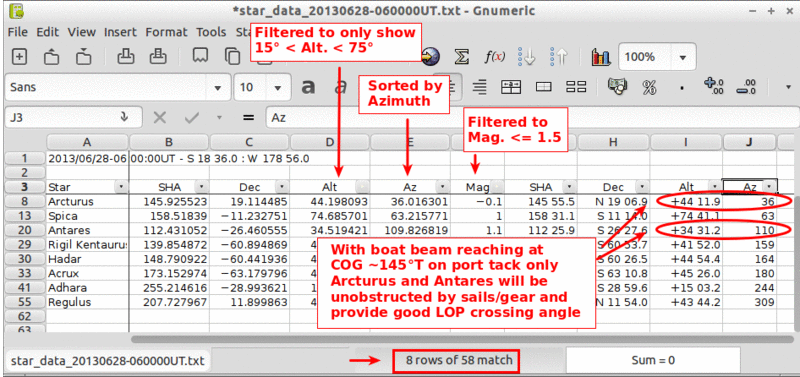 *star_data_20130628-060000UT.txt - Gnumeric
File Edit View Insert Format Tools Sta
Filtered to only show
15° < Alt. < 75°
100%
Sans 10 a a
Sorted by
Azimuth
.0 .00
.00 .0
J3 = Az
Filtered to
Mag. <= 1.5
A B C D E F G H I J
1 2013/06/28-06 00:00UT - S 18 36.0 : W 178 56.0
2
3 Star SHA Dec Alt Az Mag SHA Dec Alt Az
8 Arcturus 145.925523 19.114485 44.198093 36.016301 −0.1 145 55.5 N 19 06.9 +44 11.9 36
13 Spica 158.51839 −11.232751 74.685701 63.215771 1 158 31.1 S 11 14.0 +74 41.1 63
20 Antares 112.431052 −26.460555 34.519421 109.826819 1.1 112 25.9 S 26 27.6 +34 31.2 110
29 Rigil Kentaurus 139.854872 −60.894869 4 S 60 53.7 +41 52.0 159
30 Hadar 148.790922 −60.441936 4 S 60 26.5 +44 54.4 164
33 Acrux 173.152974 −63.179796 4 S 63 10.8 +45 26.0 180
41 Adhara 255.214616 −28.993621 1 S 28 59.6 +15 03.2 244
55 Regulus 207.727967 11.899863 4 N 11 54.0 +43 44.2 309
With boat beam reaching at
COG ~145°T on port tack only
Arcturus and Antares will be
unobstructed by sails/gear and
provide good LOP crossing angle
62
63
star_data_20130628-060000UT.txt 8 rows of 58 match Sum = 0